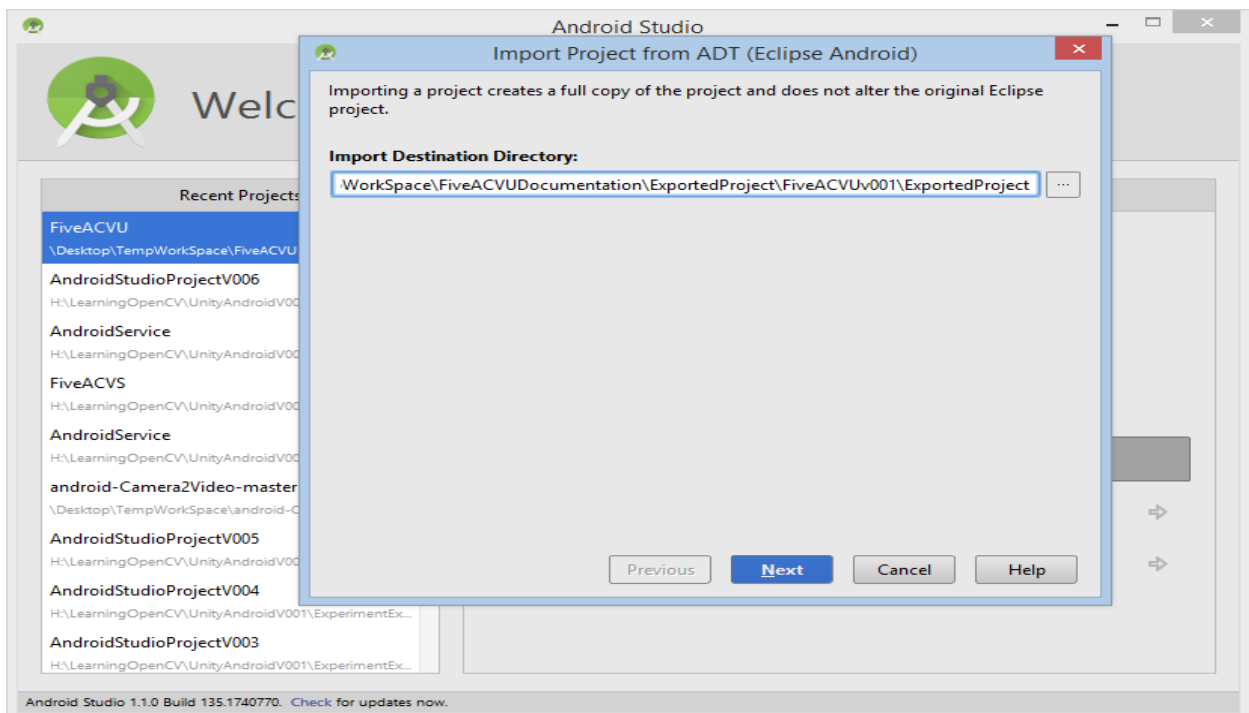 Android Studio
Import Project from ADT (Eclipse Android)
Welc
Importing a project creates a full copy of the project and does not alter the original Eclipse
project.
Import Destination Directory:
WorkSpace\FiveACVUDocumentation\ExportedProject\FiveACVUv001\ExportedProject
...
Recent Projects
FiveACVU
\Desktop\TempWorkSpace\FiveACVU
AndroidStudioProjectV006
H:\LearningOpenCV\UnityAndroidV00
AndroidService
H:\LearningOpenCV\UnityAndroidV00
FiveACVS
H:\LearningOpenCV\UnityAndroidV00
AndroidService
H:\LearningOpenCV\UnityAndroidV00
android-Camera2Video-master
\Desktop\TempWorkSpace\android-C
AndroidStudioProjectV005
H:\LearningOpenCV\UnityAndroidV00
AndroidStudioProjectV004
H:\LearningOpenCV\UnityAndroidV001\ExperimentEx...
AndroidStudioProjectV003
H:\LearningOpenCV\UnityAndroidV001\ExperimentEx...
Previous Next Cancel Help
Android Studio 1.1.0 Build 135.1740770. Check for updates now.